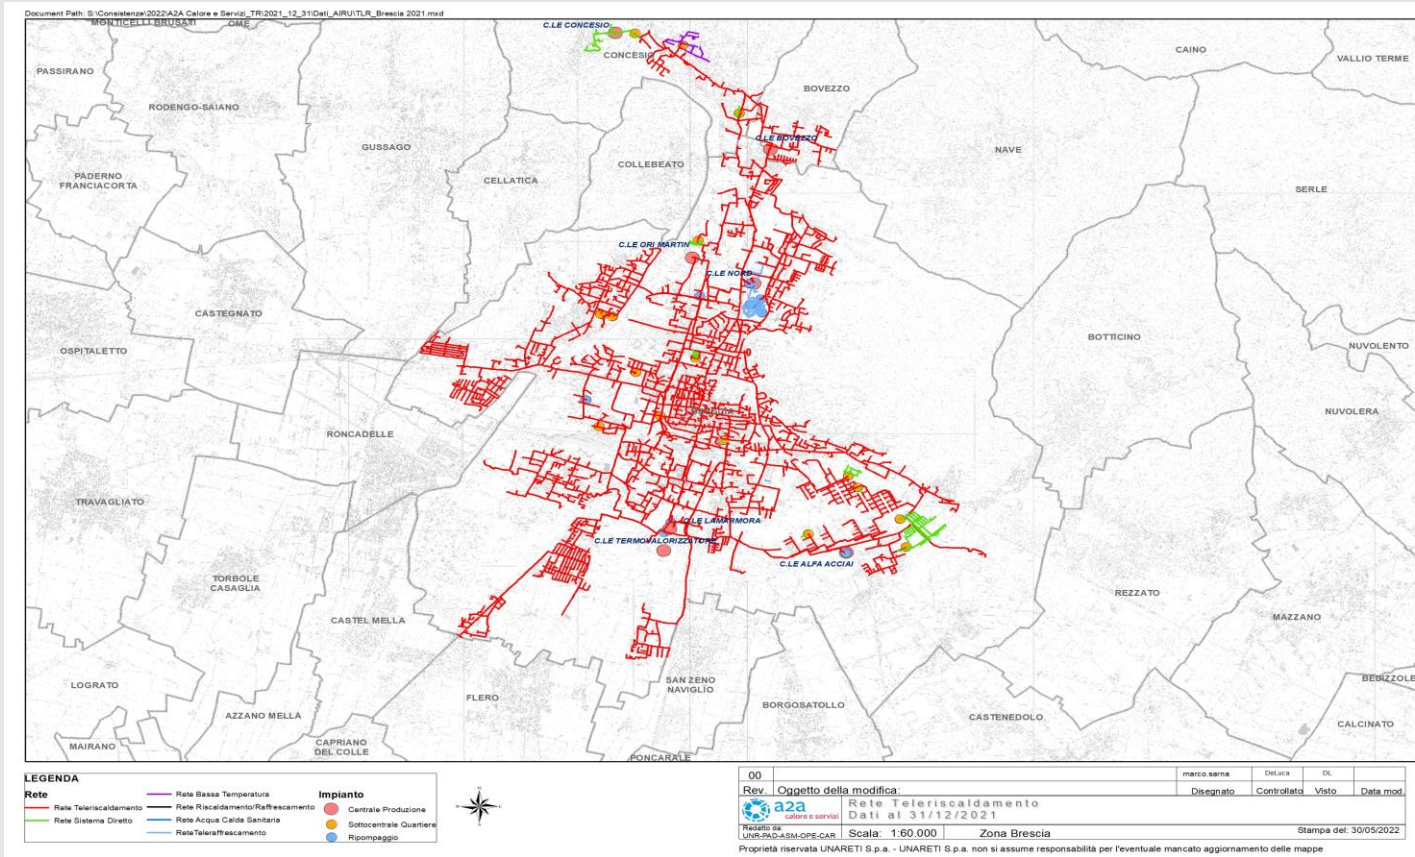 Document Path: S:\Consistenze\2022\A2A Calore e Servizi_TR\2021_12_31\Dati_AIRU\TLR_Brescia 2021.mxd
MONTICELLI BRUSATI
OME
C.LE CONCESIO
CONCESIO
CAINO
VALLIO TERME
PASSIRANO
RODENGO-SAIANO
BOVEZZO
GUSSAGO
C.LE BOVEZZO
NAVE
COLLEBEATO
CELLATICA
PADERNO
FRANCIACORTA
SERLE
C.LE ORI MARTIN
C.LE NORD
CASTEGNATO
BOTTICINO
OSPITALETTO
NUVOLENTO
BRESCIA
NUVOLERA
RONCADELLE
TRAVAGLIATO
C.LE LAMARMORA
C.LE TERMOVALORIZZATORE
C.LE ALFA ACCIAI
TORBOLE
CASAGLIA
REZZATO
CASTEL MELLA
MAZZANO
LOGRATO
FLERO
SAN ZENO
NAVIGLIO
BEDIZZOLE
AZZANO MELLA
BORGOSATOLLO
CASTENEDOLO
CALCINATO
MAIRANO
CAPRIANO
DEL COLLE
PONCARALE
LEGENDA
Rete
Rete Teleriscaldamento
Rete Sistema Diretto
Rete Bassa Temperatura
Rete Riscaldamento/Raffrescamento
Rete Acqua Calda Sanitaria
ReteTeleraffrescamento
Impianto
Centrale Produzione
Sottocentrale Quartiere
Ripompaggio
00
marco.sarna DeLuca DL
Rev. Oggetto della modifica: Disegnato Controllato Visto Data mod.
a2a
calore e servizi
Rete Teleriscaldamento
Dati al 31/12/2021
Redatto da:
UNR-PAD-ASM-OPE-CAR
Scala: 1:60.000 Zona Brescia Stampa del: 30/05/2022
Proprietà riservata UNARETI S.p.a. - UNARETI S.p.a. non si assume responsabilità per l'eventuale mancato aggiornamento delle mappe